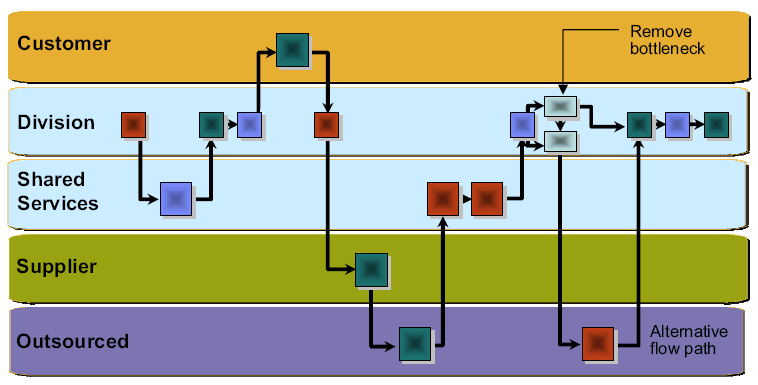 Customer
Remove
bottleneck
Division
Shared
Services
Supplier
Outsourced
Alternative
flow path